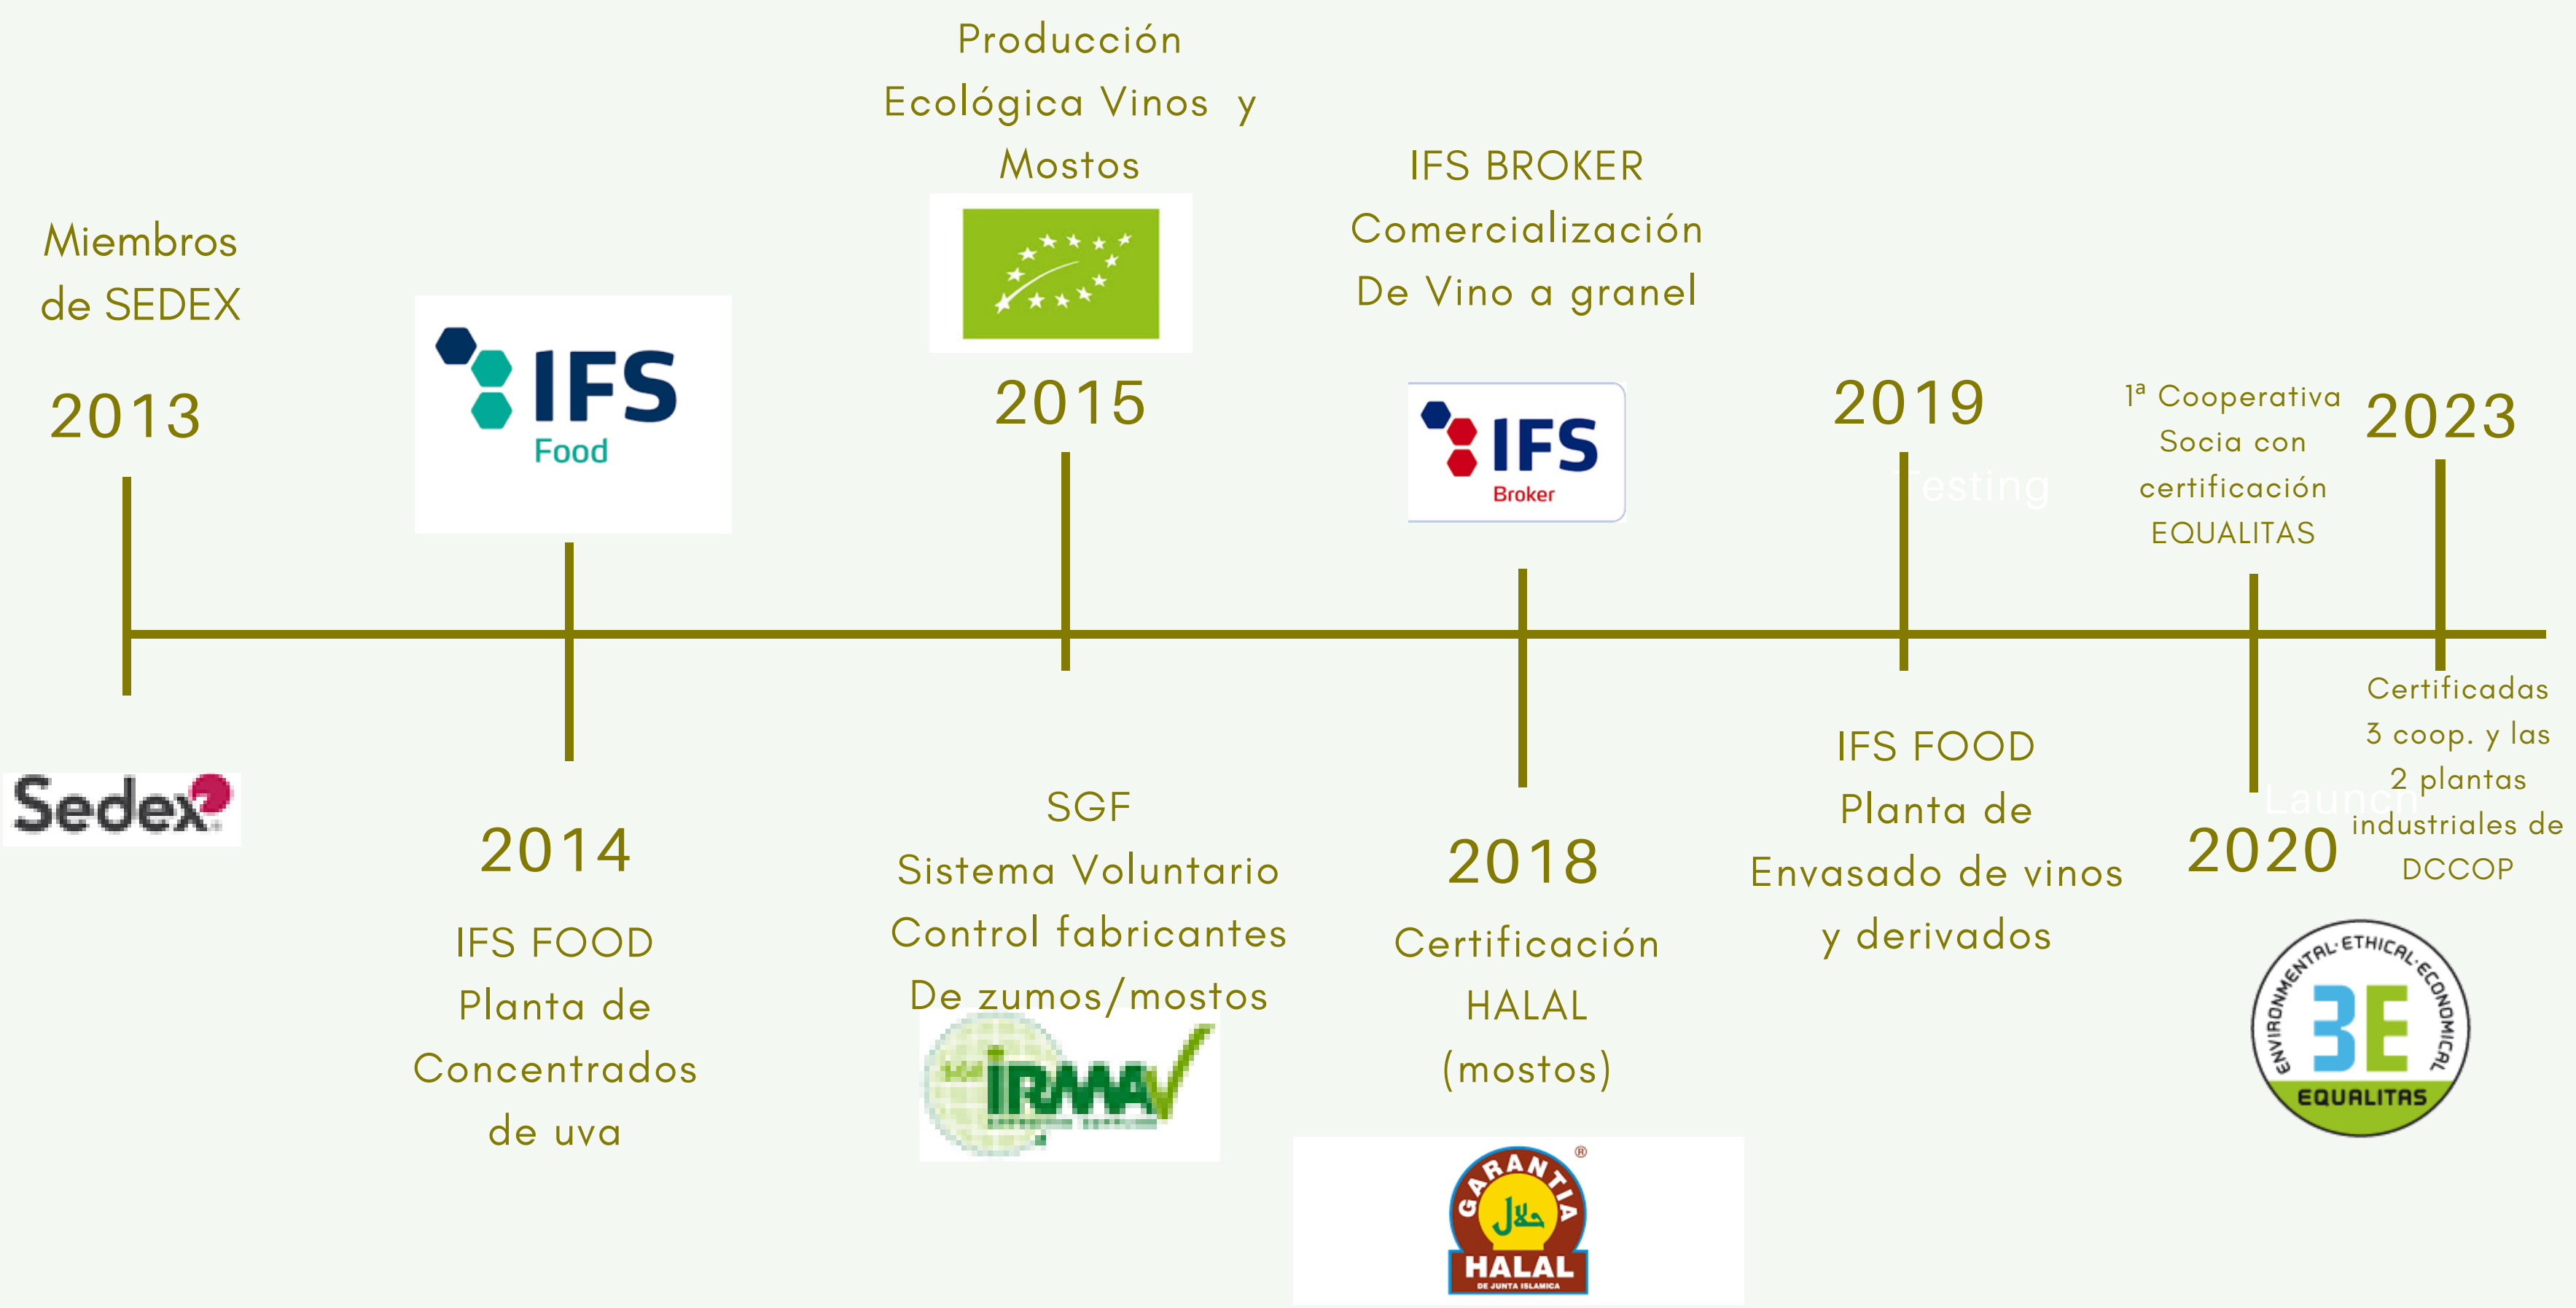 Miembros
de SEDEX
2013
Sedex
IFS
Food
2014
IFS FOOD
Planta de
Concentrados
de uva
Producción
Ecológica Vinos y
Mostos
2015
SGF
Sistema Voluntario
Control fabricantes
De zumos/mostos
SGF
IRMA
IFS BROKER
Comercialización
De Vino a granel
IFS
Broker
2018
Certificación
HALAL
(mostos)
GARANTIA
®
حلال
HALAL
DE JUNTA ISLAMICA
2019
Testing
IFS FOOD
Planta de
Envasado de vinos
y derivados
1ª Cooperativa
Socia con
certificación
EQUALITAS
Launch
2020
2023
Certificadas
3 coop. y las
2 plantas
industriales de
DCCOP
ENVIRONMENTAL·ETHICAL·ECONOMICAL
3E
EQUALITAS